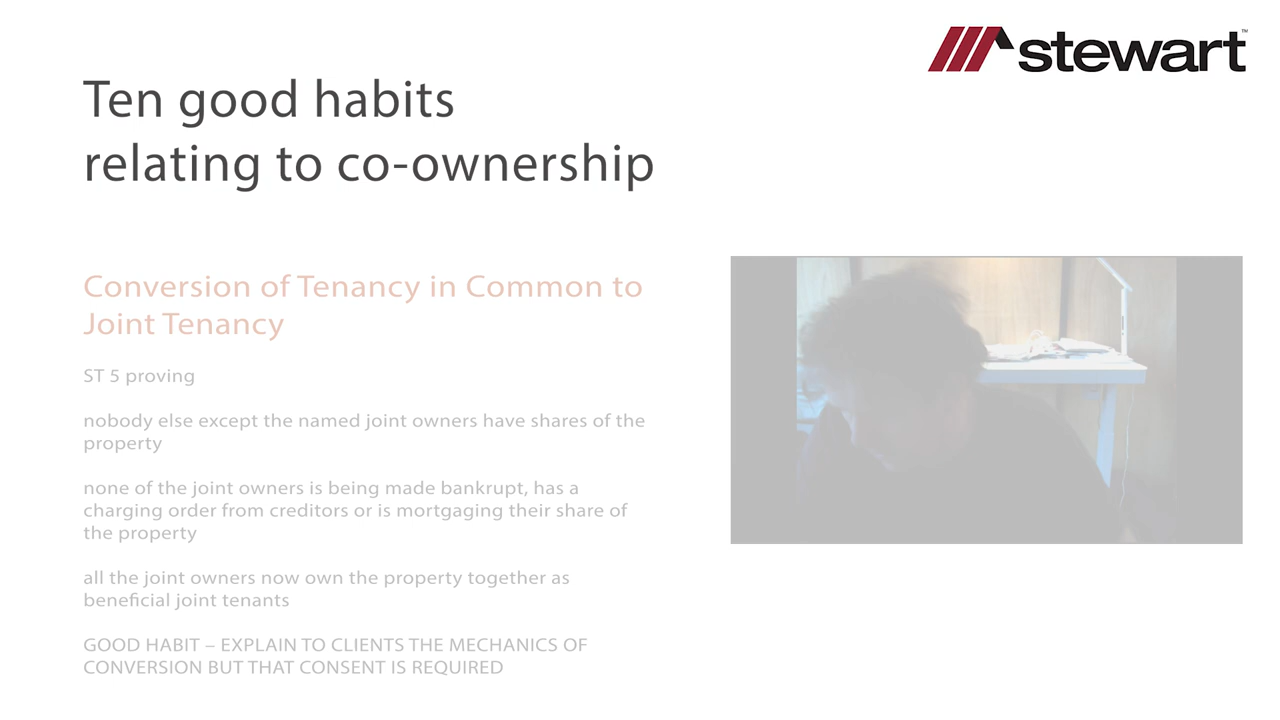 stewart™
Ten good habits
relating to co-ownership
Conversion of Tenancy in Common to
Joint Tenancy
ST 5 proving
nobody else except the named joint owners have shares of the
property
none of the joint owners is being made bankrupt, has a
charging order from creditors or is mortgaging their share of
the property
all the joint owners now own the property together as
beneficial joint tenants
GOOD HABIT – EXPLAIN TO CLIENTS THE MECHANICS OF
CONVERSION BUT THAT CONSENT IS REQUIRED